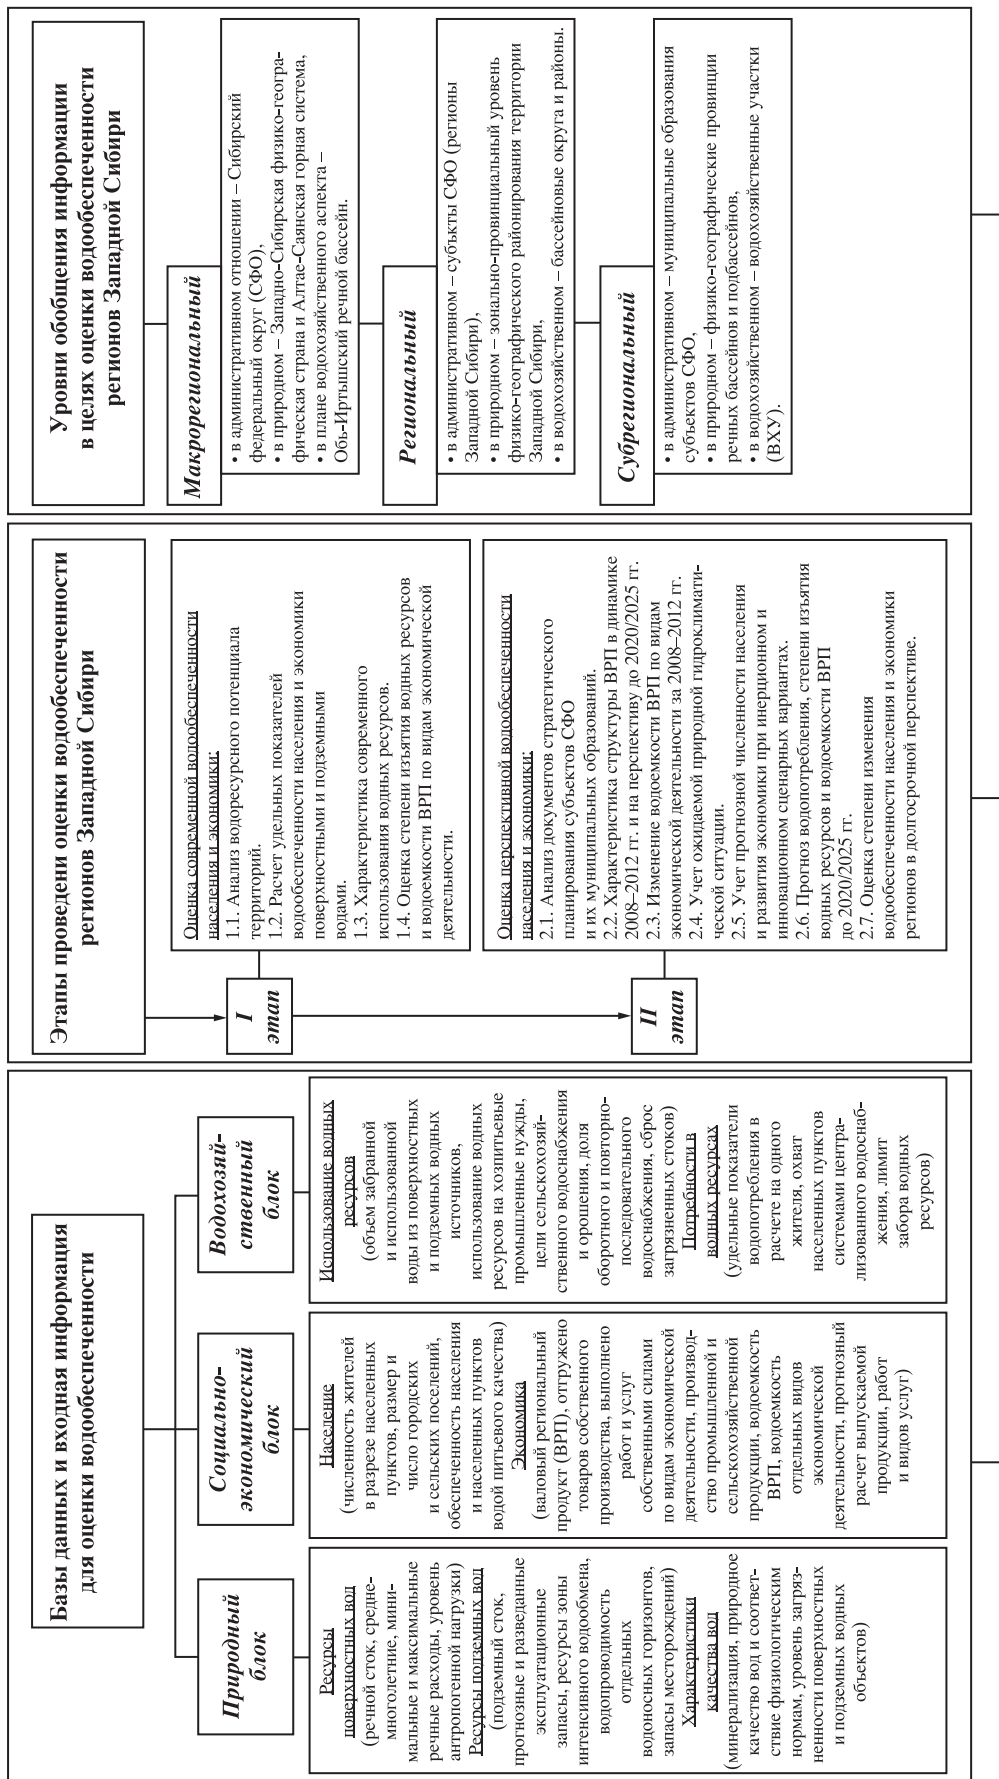 Базы данных и входная информация
для оценки водообеспеченности
Природный
блок
Ресурсы
поверхностных вод
(речной сток, средне-
многолетние, мини-
мальные и максимальные
речные расходы, уровень
антропогенной нагрузки)
Ресурсы подземных вод
(подземный сток,
прогнозные и разведанные
эксплуатационные
запасы, ресурсы зоны
интенсивного водообмена,
водопроводимость
отдельных
водоносных горизонтов,
запасы месторождений)
Характеристики
качества вод
(минерализация, природное
качество вод и соответ-
ствие физиологическим
нормам, уровень загряз-
ненности поверхностных
и подземных водных
объектов)
Социально-
экономический
блок
Население
(численность жителей
в разрезе населенных
пунктов, размер и
число городских
и сельских поселений,
обеспеченность населения
и населенных пунктов
водой питьевого качества)
Экономика
(валовый региональный
продукт (ВРП), отгружено
товаров собственного
производства, выполнено
работ и услуг
собственными силами
по видам экономической
деятельности, производ-
ство промышленной и
сельскохозяйственной
продукции, водоемкость
ВРП, водоемкость
отдельных видов
экономической
деятельности, прогнозный
расчет выпускаемой
продукции, работ
и видов услуг)
Водохозяй-
ственный
блок
Использование водных
ресурсов
(объем забранной
и использованной
воды из поверхностных
и подземных водных
источников,
использование водных
ресурсов на хозпитьевые
промышленные нужды,
цели сельскохозяй-
ственного водоснабжения
и орошения, доля
оборотного и повторно-
последовательного
водоснабжения, сброс
загрязненных стоков)
Потребности в
водных ресурсах
(удельные показатели
водопотребления в
расчете на одного
жителя, охват
населенных пунктов
системами центра-
лизованного водоснаб-
жения, лимит
забора водных
ресурсов)
Этапы проведени оценки водообеспеченности
регионов Западной Сибири
I
этап
Оценка современной водообеспеченности
населения и экономики:
1.1. Анализ водоресурсного потенциала
территорий.
1.2. Расчет удельных показателей
водообеспеченности населения и экономики
поверхностными и подземными
водами.
1.3. Характеристика современного
использования водных ресурсов.
1.4. Оценка степени изъятия водных ресурсов
и водоемкости ВРП по видам экономической
деятельности.
II
этап
Оценка перспективной водообеспеченности
населения и экономики:
2.1. Анализ документов стратегического
планирования субъектов СФО
и их муниципальных образований.
2.2. Характеристика структуры ВРП в динамике
2008–2012 гг. и на перспективу до 2020/2025 гг.
2.3. Изменение водоемкости ВРП по видам
экономической деятельности за 2008–2012 гг.
2.4. Учет ожидаемой природной гидроклимати-
ческой ситуации.
2.5. Учет прогнозной численности населения
и развития экономики при инерционном и
инновационном сценарных вариантах.
2.6. Прогноз водопотребления, степени изъятия
водных ресурсов и водоемкости ВРП
до 2020/2025 гг.
2.7. Оценка степени изменения
водообеспеченности населения и экономики
регионов в долгосрочной перспективе.
Уровни обобщения информации
в целях оценки водообеспеченности
регионов Западной Сибири
Макрорегиональный
• в административном отношении – Сибирский
федеральный округ (СФО),
• в природном – Западно-Сибирская физико-геогра-
фическая страна и Алтае-Саянская горная система,
• в плане водохозяйственного аспекта –
Обь-Иртышский речной бассейн.
Региональный
• в административном – субъекты СФО (регионы
Западной Сибири),
• в природном – зонально-провинциальный уровень
физико-географического районирования территории
Западной Сибири,
• в водохозяйственном – бассейновые округа и районы.
Субрегиональный
• в административном – муниципальные образования
субъектов СФО,
• в природном – физико-географические провинции
речных бассейнов и подбассейнов,
• в водохозяйственном – водохозяйственные участки
(ВХУ).